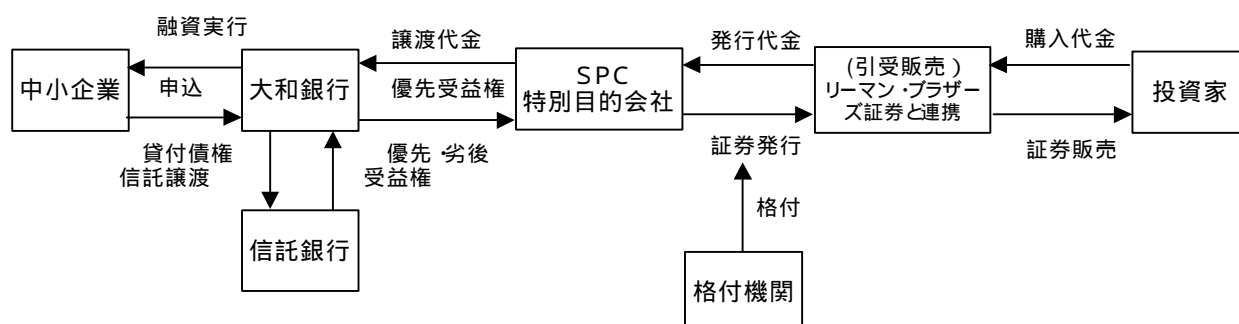 融資実行
中小企業
申込
大和銀行
譲渡代金
優先受益権
SPC
特別目的会社
発行代金
(引受販売)
リーマン・ブラザー
ズ証券と連携
購入代金
投資家
貸付債権
信託譲渡
優先・劣後
受益権
証券発行
証券販売
信託銀行
格付
格付機関